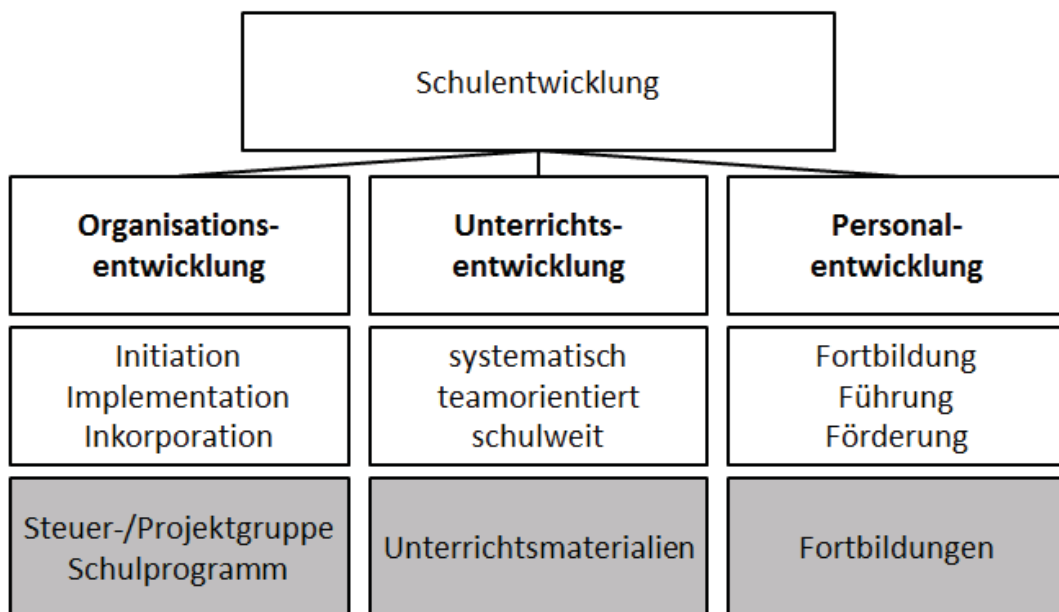 Schulentwicklung
Organisations-
entwicklung
Unterrichts-
entwicklung
Personal-
entwicklung
Initiation
Implementation
Inkorporation
systematisch
teamorientiert
schulweit
Fortbildung
Führung
Förderung
Steuer-/Projektgruppe
Schulprogramm
Unterrichtsmaterialien
Fortbildungen